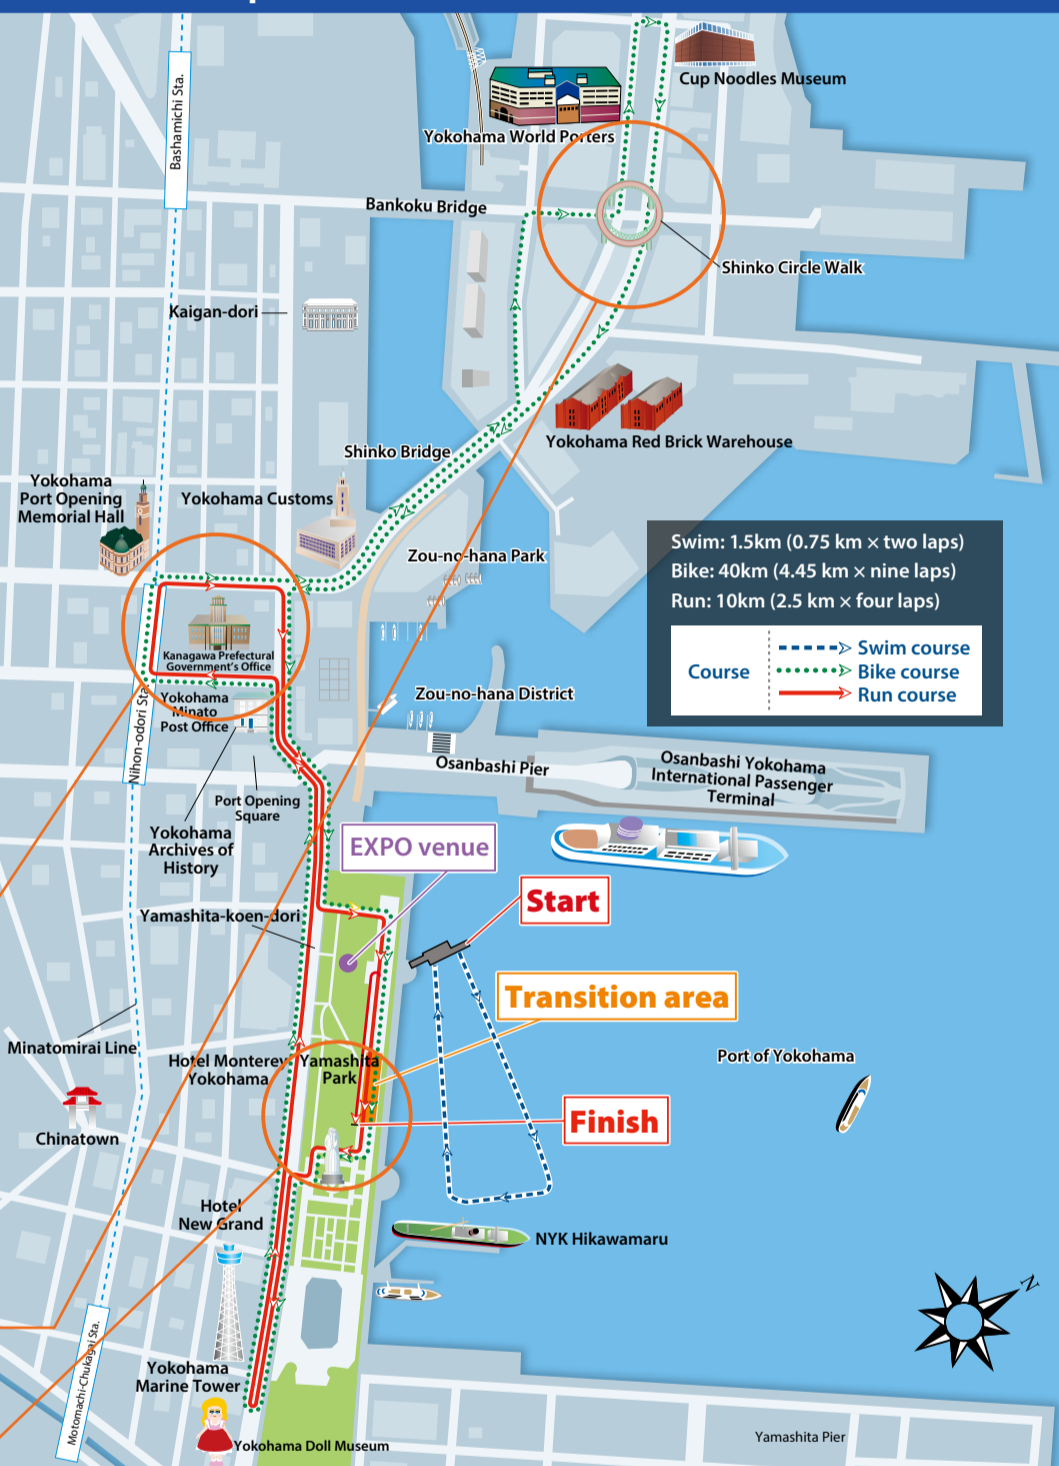 Bashamichi Sta.
Cup Noodles Museum
Yokohama World Porters
Bankoku Bridge
Shinko Circle Walk
Kaigan-dori
Yokohama Red Brick Warehouse
Shinko Bridge
Yokohama
Port Opening
Memorial Hall
Yokohama Customs
Zou-no-hana Park
Swim: 1.5km (0.75 km × two laps)
Bike: 40km (4.45 km × nine laps)
Run: 10km (2.5 km × four laps)
Course
Swim course
Bike course
Run course
Kanagawa Prefectural
Government's Office
Nihon-odori Sta.
Yokohama
Minato
Post Office
Zou-no-hana District
Osanbashi Pier
Osanbashi Yokohama
International Passenger
Terminal
Port Opening
Square
Yokohama
Archives of
History
EXPO venue
Start
Yamashita-koen-dori
Transition area
Minatomirai Line
Hotel Monterey
Yokohama
Yamashita
Park
Port of Yokohama
Chinatown
Finish
Hotel
New Grand
NYK Hikawamaru
N
Motomachi-Chukagai Sta.
Yokohama
Marine Tower
Yokohama Doll Museum
Yamashita Pier